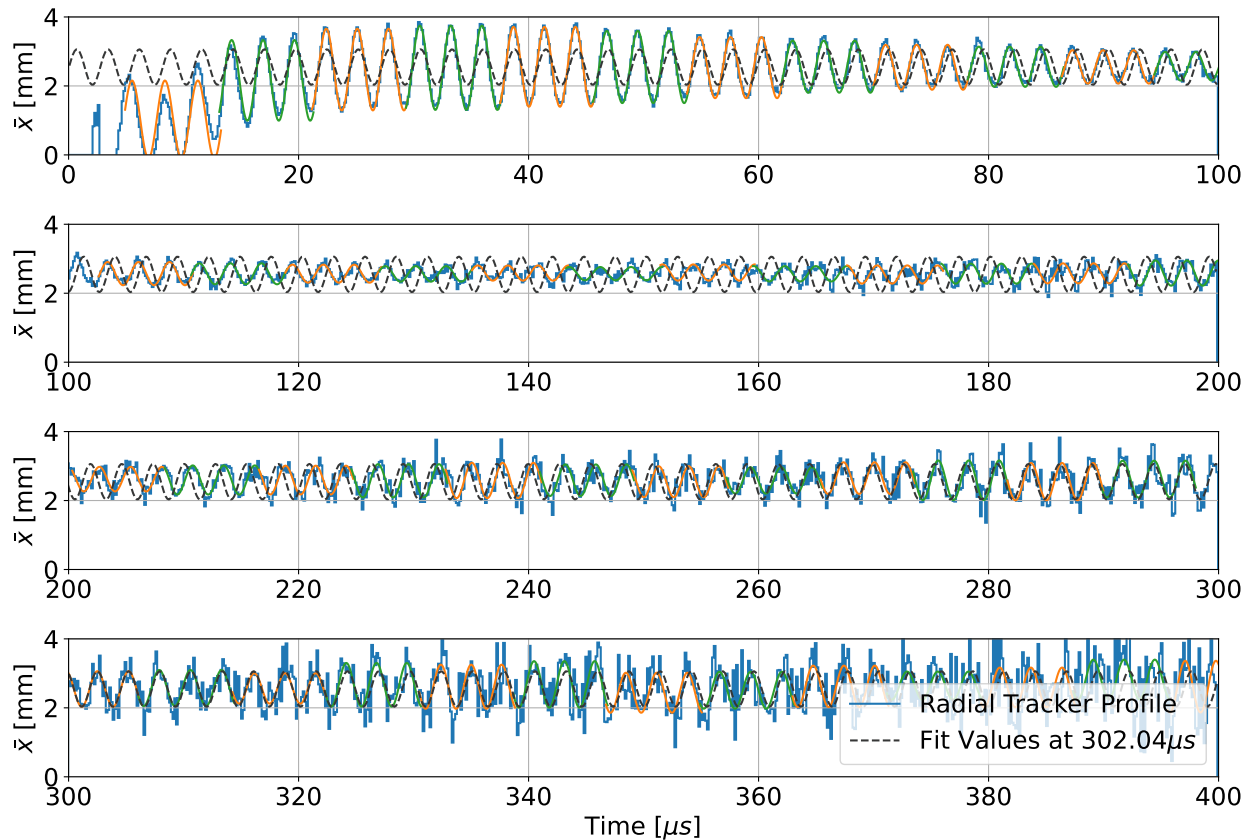 4
2
0
x̄ [mm]
0 20 40 60 80 100
4
2
0
x̄ [mm]
100 120 140 160 180 200
4
2
0
x̄ [mm]
200 220 240 260 280 300
4
2
0
x̄ [mm]
Radial Tracker Profile
Fit Values at 302.04μs
300 320 340 360 380 400
Time [μs]